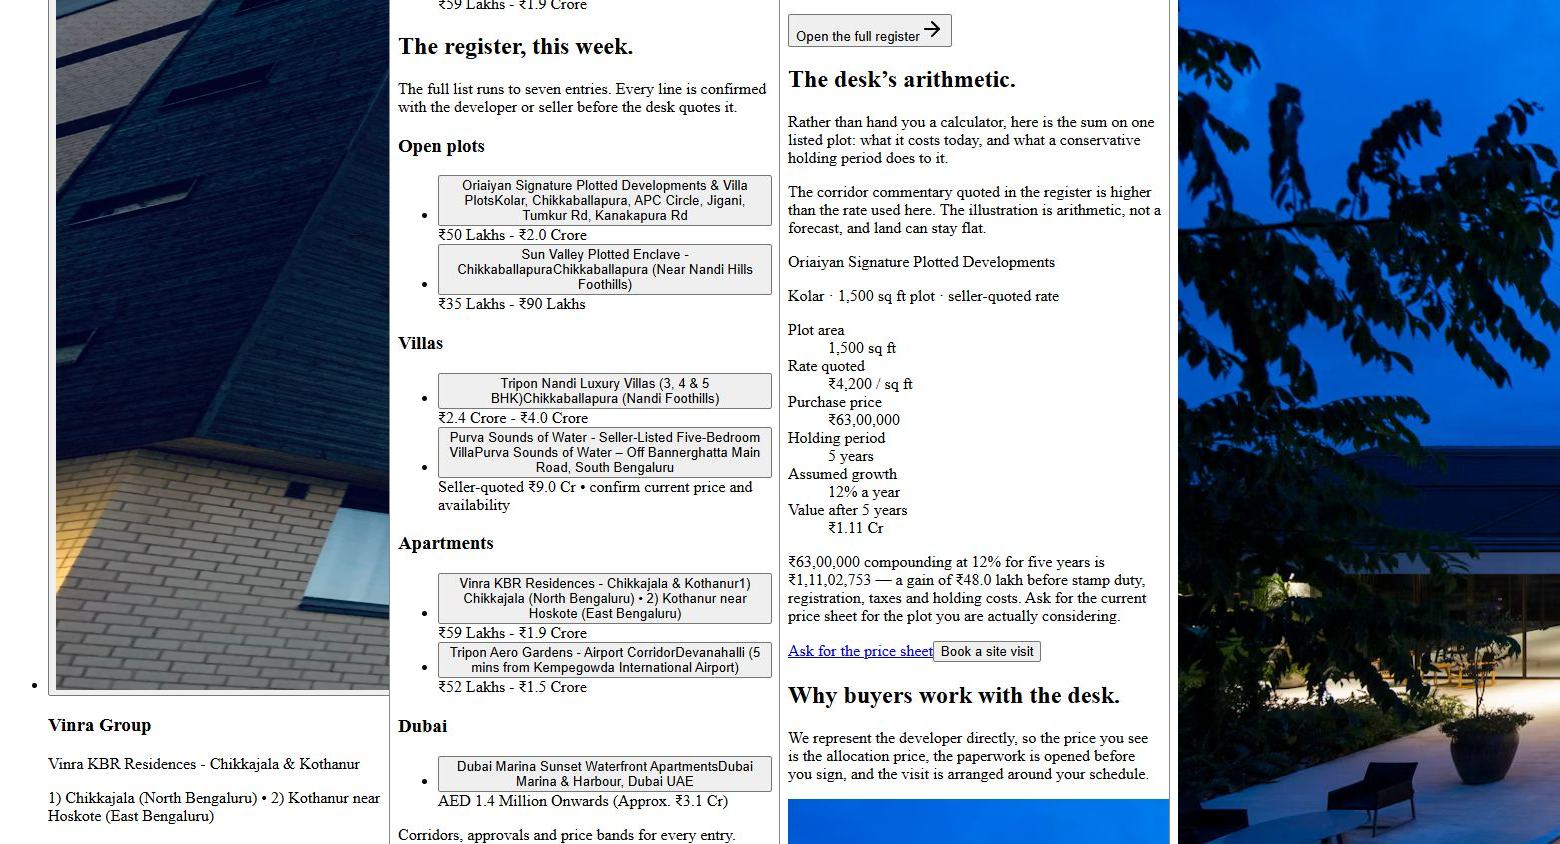 Vinra Group
Vinra KBR Residences - Chikkajala & Kothanur
1) Chikkajala (North Bengaluru) • 2) Kothanur near
Hoskote (East Bengaluru)
₹59 Lakhs - ₹1.9 Crore
The register, this week.
The full list runs to seven entries. Every line is confirmed
with the developer or seller before the desk quotes it.
Open plots
Oriaiyan Signature Plotted Developments & Villa
PlotsKolar, Chikkaballapura, APC Circle, Jigani,
Tumkur Rd, Kanakapura Rd
₹50 Lakhs - ₹2.0 Crore
Sun Valley Plotted Enclave -
ChikkaballapuraChikkaballapura (Near Nandi Hills
Foothills)
₹35 Lakhs - ₹90 Lakhs
Villas
Tripon Nandi Luxury Villas (3, 4 & 5
BHK)Chikkaballapura (Nandi Foothills)
₹2.4 Crore - ₹4.0 Crore
Purva Sounds of Water - Seller-Listed Five-Bedroom
VillaPurva Sounds of Water – Off Bannerghatta Main
Road, South Bengaluru
Seller-quoted ₹9.0 Cr • confirm current price and
availability
Apartments
Vinra KBR Residences - Chikkajala & Kothanur1)
Chikkajala (North Bengaluru) • 2) Kothanur near
Hoskote (East Bengaluru)
₹59 Lakhs - ₹1.9 Crore
Tripon Aero Gardens - Airport CorridorDevanahalli (5
mins from Kempegowda International Airport)
₹52 Lakhs - ₹1.5 Crore
Dubai
Dubai Marina Sunset Waterfront ApartmentsDubai
Marina & Harbour, Dubai UAE
AED 1.4 Million Onwards (Approx. ₹3.1 Cr)
Corridors, approvals and price bands for every entry.
Open the full register
The desk’s arithmetic.
Rather than hand you a calculator, here is the sum on one
listed plot: what it costs today, and what a conservative
holding period does to it.
The corridor commentary quoted in the register is higher
than the rate used here. The illustration is arithmetic, not a
forecast, and land can stay flat.
Oriaiyan Signature Plotted Developments
Kolar · 1,500 sq ft plot · seller-quoted rate
Plot area
1,500 sq ft
Rate quoted
₹4,200 / sq ft
Purchase price
₹63,00,000
Holding period
5 years
Assumed growth
12% a year
Value after 5 years
₹1.11 Cr
₹63,00,000 compounding at 12% for five years is
₹1,11,02,753 — a gain of ₹48.0 lakh before stamp duty,
registration, taxes and holding costs. Ask for the current
price sheet for the plot you are actually considering.
Ask for the price sheet Book a site visit
Why buyers work with the desk.
We represent the developer directly, so the price you see
is the allocation price, the paperwork is opened before
you sign, and the visit is arranged around your schedule.